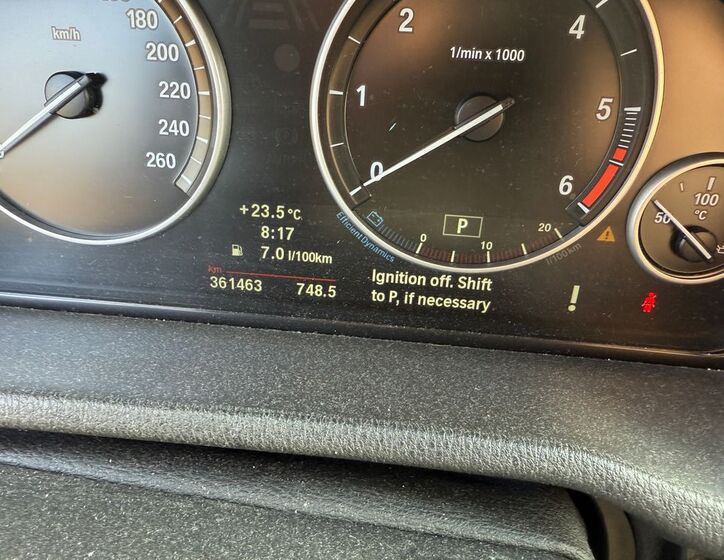 km/h
180
200
220
240
260
1/min x 1000
0
1
2
4
5
6
+23.5 °C
8:17
7.0 l/100km
km
361463 748.5
EfficientDynamics
P
0
10
20
l/100km
Ignition off. Shift
to P, if necessary
!
50
100
°C